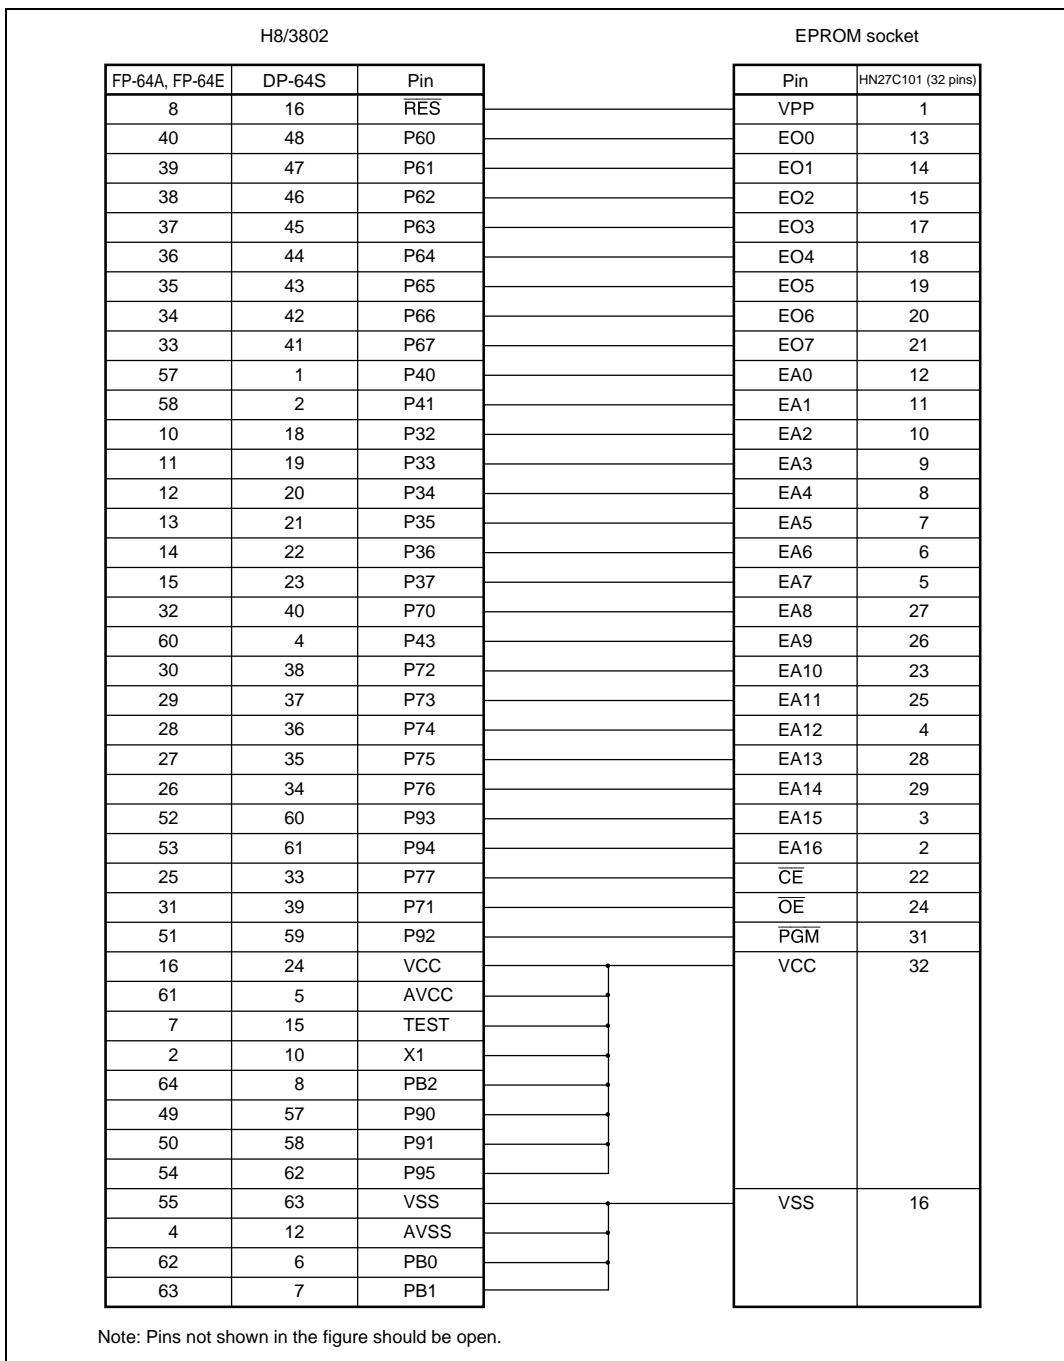 H8/3802 EPROM socket
FP-64A, FP-64E DP-64S Pin Pin HN27C101 (32 pins)
8 16 RES VPP 1
40 48 P60 EO0 13
39 47 P61 EO1 14
38 46 P62 EO2 15
37 45 P63 EO3 17
36 44 P64 EO4 18
35 43 P65 EO5 19
34 42 P66 EO6 20
33 41 P67 EO7 21
57 1 P40 EA0 12
58 2 P41 EA1 11
10 18 P32 EA2 10
11 19 P33 EA3 9
12 20 P34 EA4 8
13 21 P35 EA5 7
14 22 P36 EA6 6
15 23 P37 EA7 5
32 40 P70 EA8 27
60 4 P43 EA9 26
30 38 P72 EA10 23
29 37 P73 EA11 25
28 36 P74 EA12 4
27 35 P75 EA13 28
26 34 P76 EA14 29
52 60 P93 EA15 3
53 61 P94 EA16 2
25 33 P77 CE 22
31 39 P71 OE 24
51 59 P92 PGM 31
16 24 VCC VCC 32
61 5 AVCC
7 15 TEST
2 10 X1
64 8 PB2
49 57 P90
50 58 P91
54 62 P95
55 63 VSS VSS 16
4 12 AVSS
62 6 PB0
63 7 PB1
Note: Pins not shown in the figure should be open.